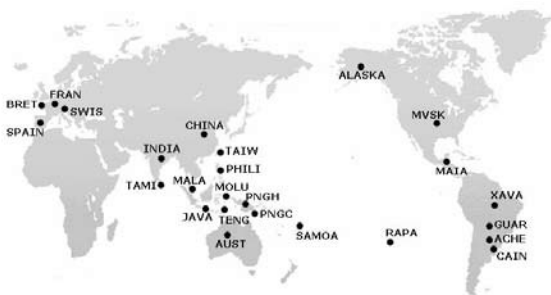 ALASKA
FRAN
BRET
SWIS
MVSK
SPAIN
CHINA
INDIA
TAIW
MAIA
PHILI
TAMI
MALA
MOLU
PNGH
XAVA
JAVA
TENG
PNGC
GUAR
SAMOA
RAPA
ACHE
AUST
CAIN